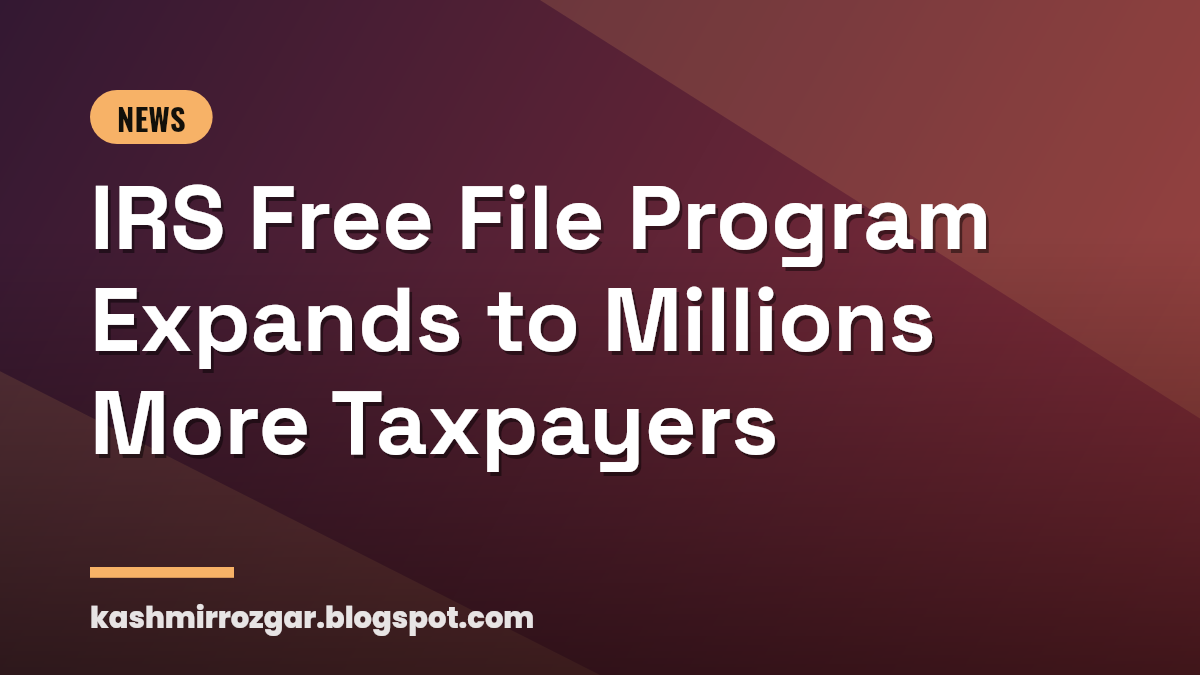 NEWS
IRS Free File Program
Expands to Millions
More Taxpayers
kashmirrozgar.blogspot.com